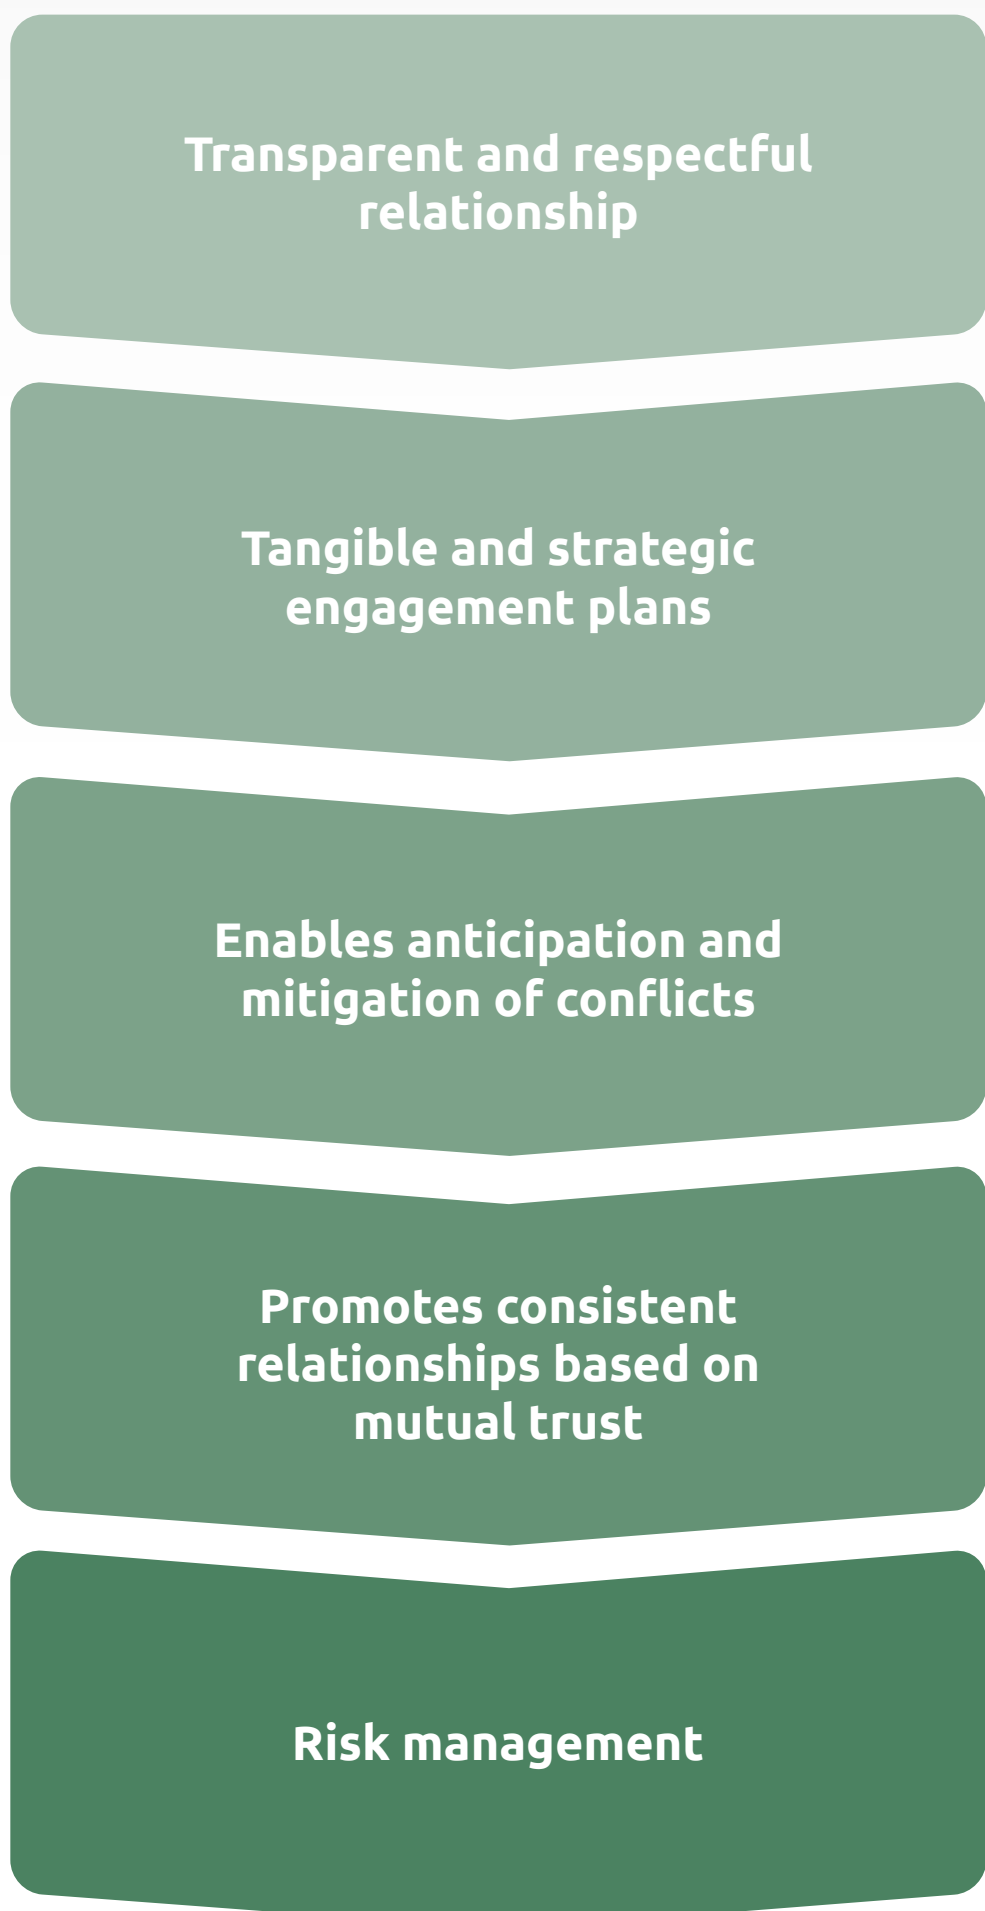 Transparent and respectful
relationship
Tangible and strategic
engagement plans
Enables anticipation and
mitigation of conflicts
Promotes consistent
relationships based on
mutual trust
Risk management